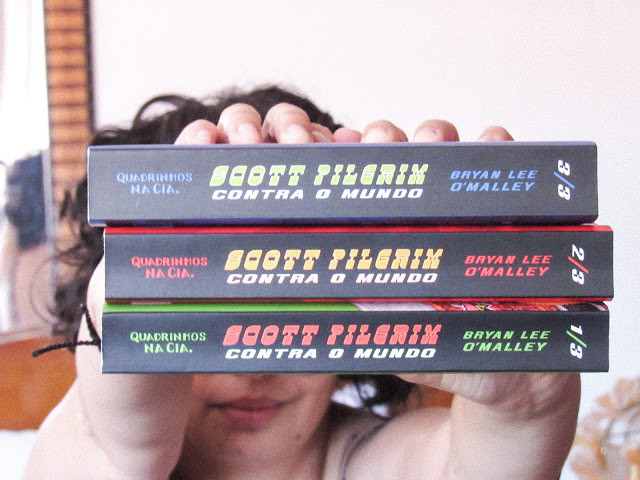 QUADRINHOS
NA CIA.
SCOTT PILGRIM
CONTRA O MUNDO
BRYAN LEE
O'MALLEY
3/3
QUADRINHOS
NA CIA.
SCOTT PILGRIM
CONTRA O MUNDO
BRYAN LEE
O'MALLEY
2/3
QUADRINHOS
NA CIA.
SCOTT PILGRIM
CONTRA O MUNDO
BRYAN LEE
O'MALLEY
1/3